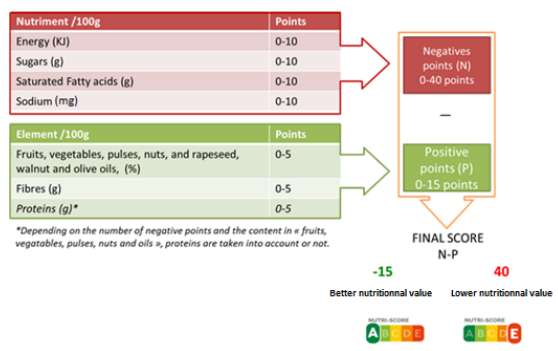 Nutriment /100g Points
Energy (KJ) 0-10
Sugars (g) 0-10
Saturated Fatty acids (g) 0-10
Sodium (mg) 0-10
Negatives
points (N)
0-40 points
—
Element /100g Points
Fruits, vegetables, pulses, nuts, and rapeseed,
walnut and olive oils, (%) 0-5
Fibres (g) 0-5
Proteins (g)* 0-5
Positive
points (P)
0-15 points
*Depending on the number of negative points and the content in « fruits,
vegatables, pulses, nuts and oils », proteins are taken into account or not.
FINAL SCORE
N-P
-15 40
Better nutritionnal value Lower nutritionnal value
NUTRI-SCORE NUTRI-SCORE
A B C D E A B C D E